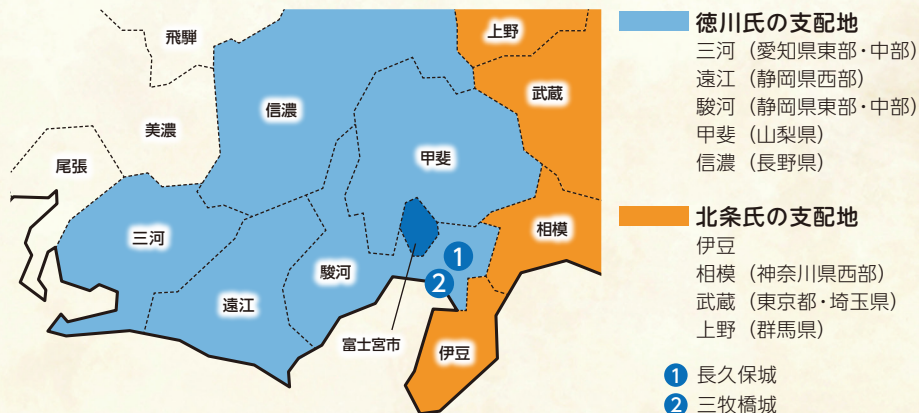 飛騨
上野
武蔵
信濃
美濃
甲斐
尾張
三河
相模
駿河
遠江
富士宮市
伊豆
1
2
徳川氏の支配地
三河（愛知県東部・中部）
遠江（静岡県西部）
駿河（静岡県東部・中部）
甲斐（山梨県）
信濃（長野県）
北条氏の支配地
伊豆
相模（神奈川県西部）
武蔵（東京都・埼玉県）
上野（群馬県）
1 長久保城
2 三牧橋城